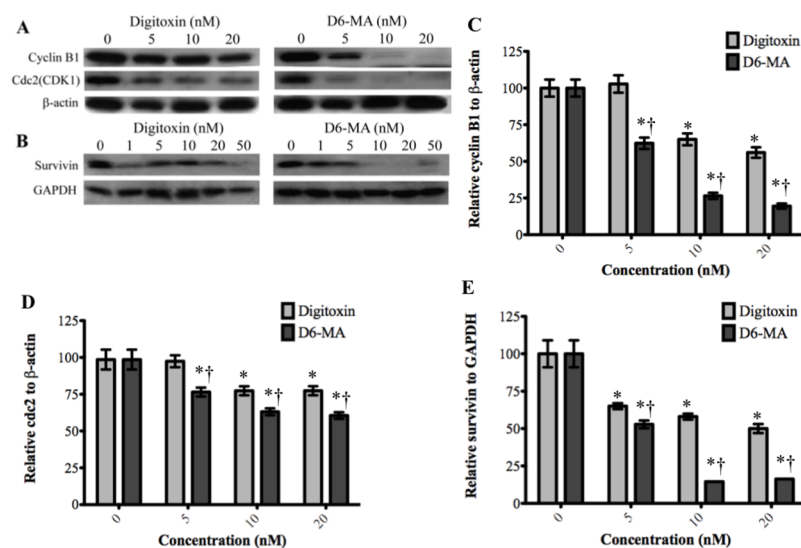 A
Digitoxin (nM)
D6-MA (nM)
0 5 10 20
0 5 10 20
Cyclin B1
Cdc2(CDK1)
β-actin
B
Digitoxin (nM)
D6-MA (nM)
0 1 5 10 20 50
0 1 5 10 20 50
Survivin
GAPDH
C
Digitoxin
D6-MA
Relative cyclin B1 to β-actin
125
100
75
50
25
0
*†
*
*†
*
*†
0 5 10 20
Concentration (nM)
D
Digitoxin
D6-MA
Relative cdc2 to β-actin
125
100
75
50
25
0
*†
*
*†
*
*†
0 5 10 20
Concentration (nM)
E
Digitoxin
D6-MA
Relative survivin to GAPDH
125
100
75
50
25
0
*
*†
*
*†
*
*†
0 5 10 20
Concentration (nM)